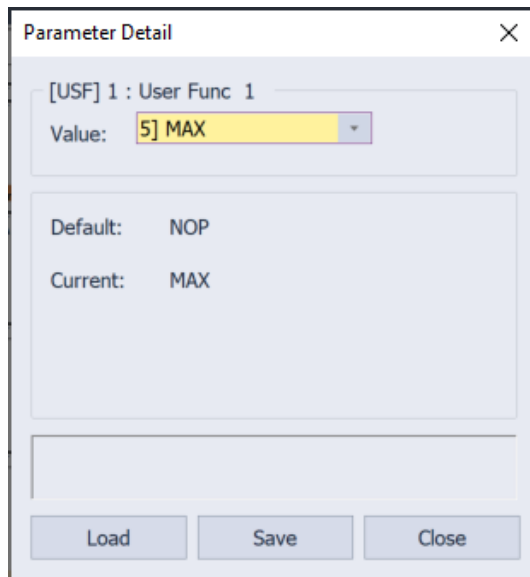 Parameter Detail
[USF] 1 : User Func 1
Value: 5] MAX
Default: NOP
Current: MAX
Load Save Close